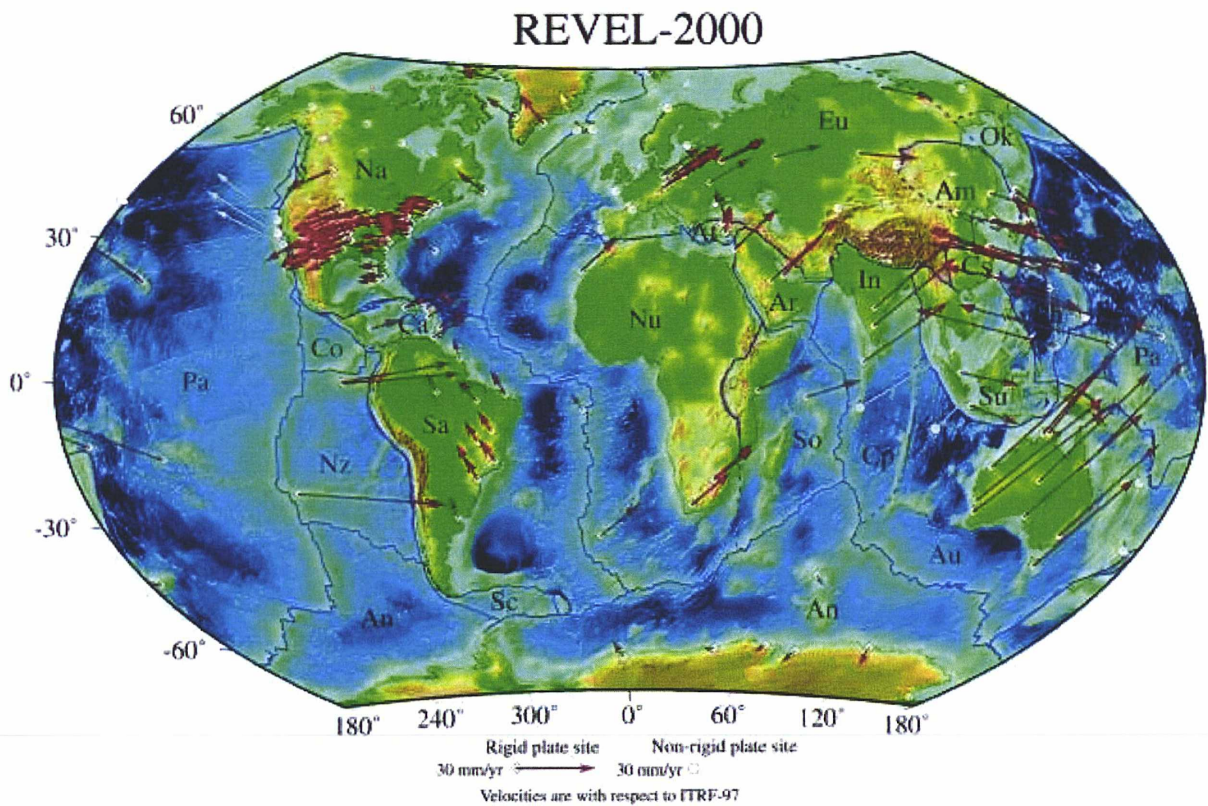 REVEL-2000
60°
Eu
Ok
Na
Am
30°
Cs
In
Ar
Nu
Ca
Co
Pa
Pa
0°
Su
Sa
So
Nz
Cp
-30°
Au
Sc
An
An
-60°
180° 240° 300° 0° 60° 120° 180°
Rigid plate site Non-rigid plate site
30 mm/yr 30 mm/yr
Velocities are with respect to ITRF-97